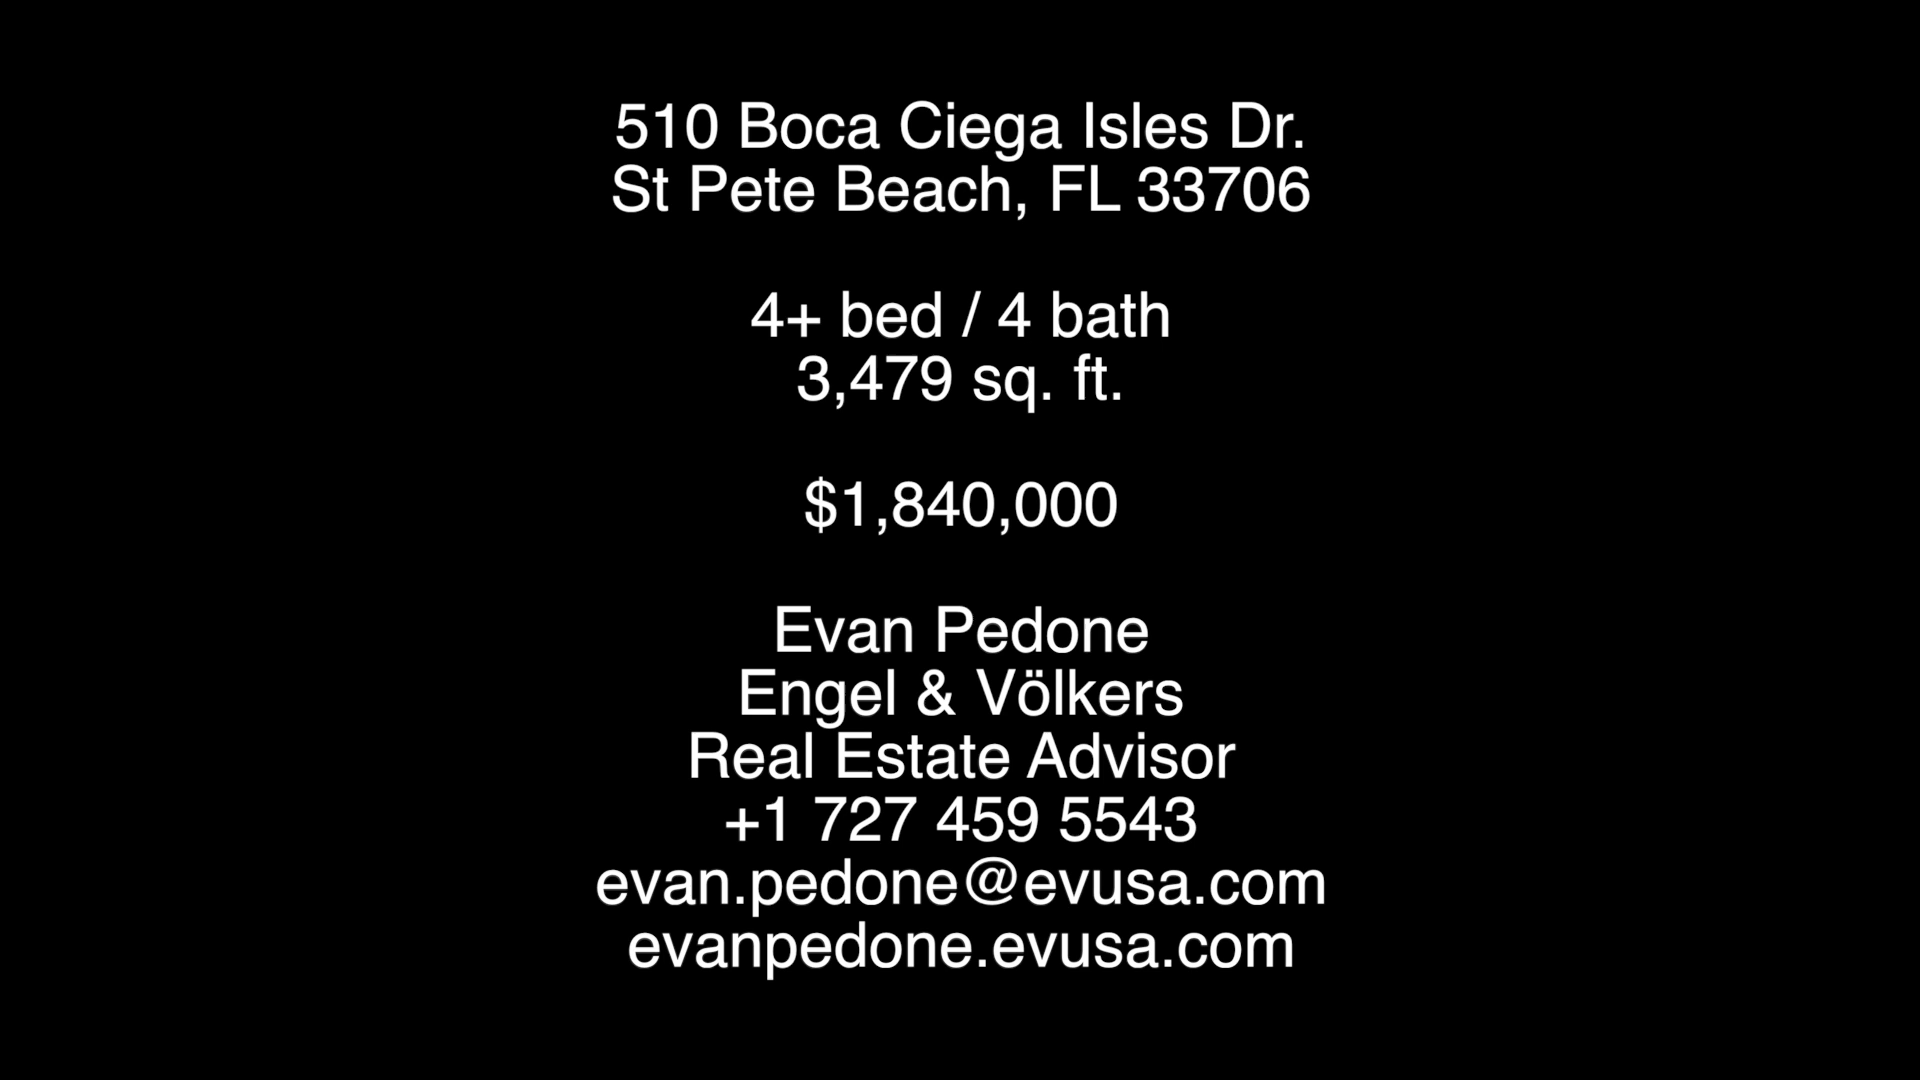 510 Boca Ciega Isles Dr.
St Pete Beach, FL 33706
4+ bed / 4 bath
3,479 sq. ft.
$1,840,000
Evan Pedone
Engel & Völkers
Real Estate Advisor
+1 727 459 5543
evan.pedone@evusa.com
evanpedone.evusa.com